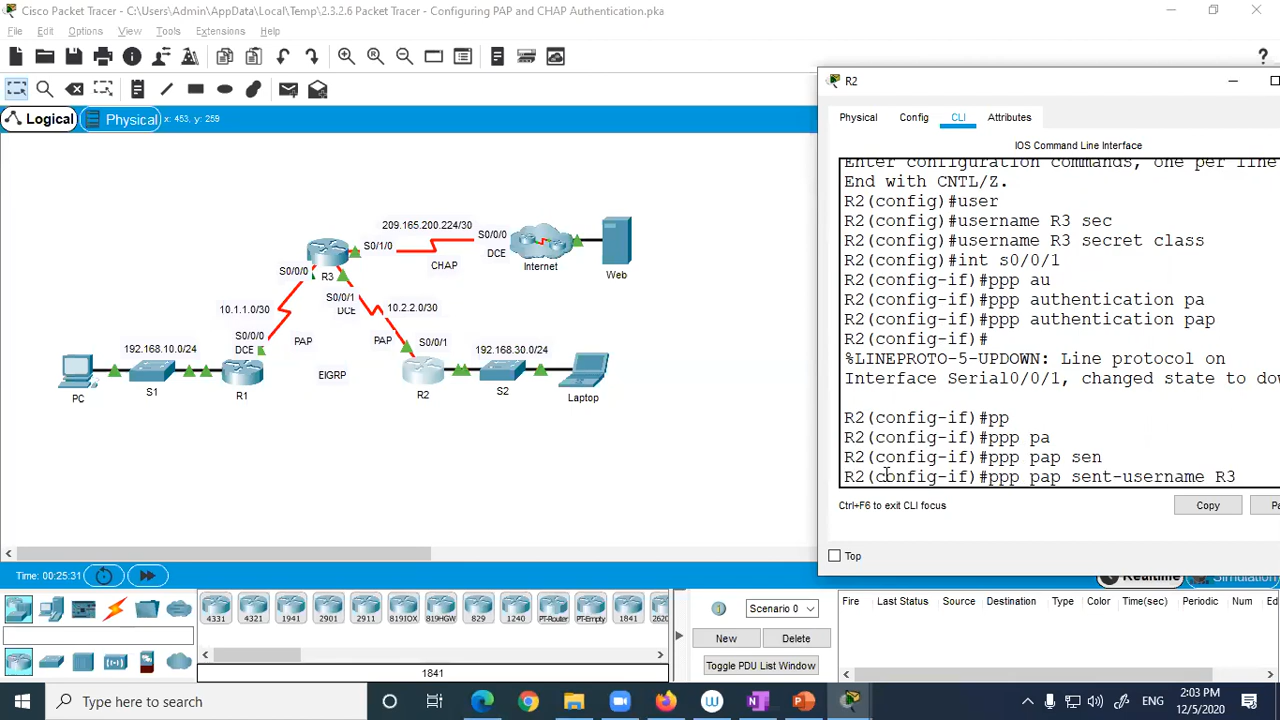 Cisco Packet Tracer - C:\Users\Admin\AppData\Local\Temp\2.3.2.6 Packet Tracer - Configuring PAP and CHAP Authentication.pka
File Edit Options View Tools Extensions Help
Logical Physical x: 453, y: 259
209.165.200.224/30
S0/1/0
S0/0/0
DCE
CHAP
Internet
Web
R3
S0/0/0
S0/0/1
DCE
10.1.1.0/30
10.2.2.0/30
S0/0/0
DCE
PAP
PAP
S0/0/1
192.168.10.0/24
192.168.30.0/24
EIGRP
PC
S1
R1
R2
S2
Laptop
R2
Physical Config CLI Attributes
IOS Command Line Interface
Enter configuration commands, one per line
End with CNTL/Z.
R2(config)#user
R2(config)#username R3 sec
R2(config)#username R3 secret class
R2(config)#int s0/0/1
R2(config-if)#ppp au
R2(config-if)#ppp authentication pa
R2(config-if)#ppp authentication pap
R2(config-if)#
%LINEPROTO-5-UPDOWN: Line protocol on
Interface Serial0/0/1, changed state to dow
R2(config-if)#pp
R2(config-if)#ppp pa
R2(config-if)#ppp pap sen
R2(config-if)#ppp pap sent-username R3
Ctrl+F6 to exit CLI focus
Copy
Pa
Top
Time: 00:25:31
Realtime
Simulation
4331 4321 1941 2901 2911 819IOX 819HGW 829 1240 PT-Router PT-Empty 1841 2620
1841
Scenario 0
New Delete
Toggle PDU List Window
Fire Last Status Source Destination Type Color Time(sec) Periodic Num Ed
Type here to search
ENG
2:03 PM
12/5/2020